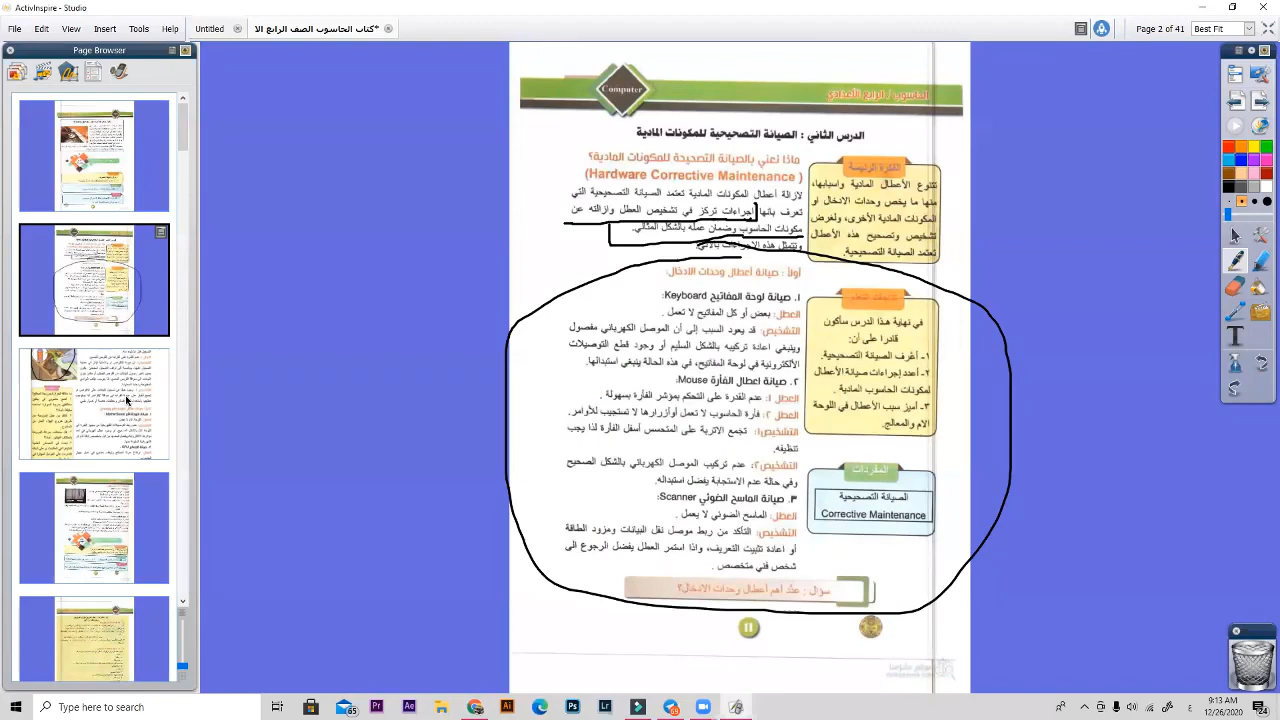 ActivInspire - Studio
File Edit View Insert Tools Help
Untitled
*كتاب الحاسوب الصف الرابع الا
Page 2 of 41
Best Fit
Page Browser
Computer
الحاسوب / الرابع الأعدادي
الدرس الثاني : الصيانة التصحيحية للمكونات المادية
ماذا نعني بالصيانة التصحيحة للمكونات المادية؟
(Hardware Corrective Maintenance )
لازالة أعطال المكونات المادية تعتمد الصيانة التصحيحية التي
تعرف بانها إجراءات تركز في تشخيص العطل وازالته عن
مكونات الحاسوب وضمان عمله بالشكل المثالي.
وتتمثل هذه الاجراءات بالآتي:
أولاً : صيانة أعطال وحدات الادخال:
١. صيانة لوحة المفاتيح Keyboard:
العطل: بعض أو كل المفاتيح لا تعمل .
التشخيص: قد يعود السبب إلى أن الموصل الكهربائي مفصول
وينبغي اعادة تركيبه بالشكل السليم أو وجود قطع التوصيلات
الألكترونية في لوحة المفاتيح، في هذه الحالة ينبغي استبدالها.
٢. صيانة اعطال الفأرة Mouse:
العطل ١: عدم القدرة على التحكم بمؤشر الفأرة بسهولة .
العطل ٢: فأرة الحاسوب لا تعمل أوأزرارها لا تستجيب للأوامر.
التشخيص١: تجمع الاتربة على المتحسس أسفل الفأرة لذا يجب
تنظيفه.
التشخيص٢: عدم تركيب الموصل الكهربائي بالشكل الصحيح
وفي حالة عدم الاستجابة يفضل استبداله.
٣. صيانة الماسح الضوئي Scanner:
العطل: الماسح الضوئي لا يعمل .
التشخيص: التأكد من ربط موصل نقل البيانات ومزود الطاقة
أو اعادة تثبيت التعريف، واذا استمر العطل يفضل الرجوع الى
شخص فني متخصص .
سؤال : عدّد أهم أعطال وحدات الادخال؟
11
الفكرة الرئيسة
تتنوع الأعطال المادية واسبابها،
منها ما يخص وحدات الادخال او
المكونات المادية الأخرى، ولغرض
تشخيص وتصحيح هذه الأعطال
تعتمد الصيانة التصحيحية.
في نهاية هذا الدرس سأكون
قادرا على أن:
١- أعرف الصيانة التصحيحية.
٢- أعدد إجراءات صيانة الأعطال
لمكونات الحاسوب المادية
٣- أميز سبب الأعطال في اللوحة
الام والمعالج.
المفردات
الصيانة التصحيحية
Corrective Maintenance
Type here to search
9:13 AM
12/26/2020